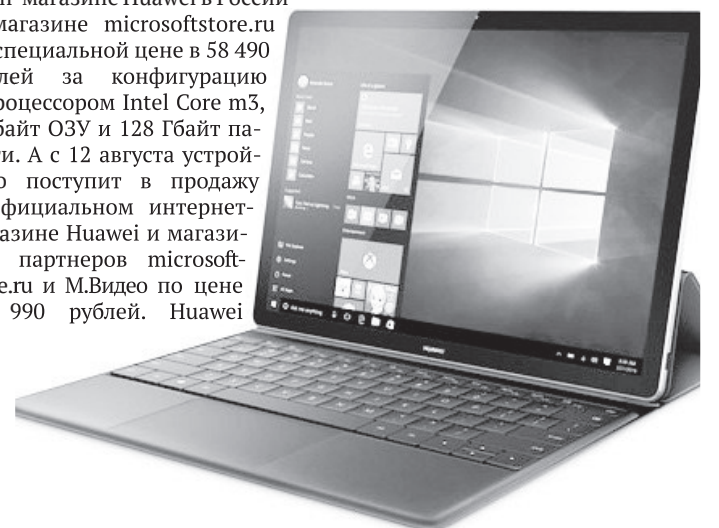 магазине Huawei в России
магазине microsoftstore.ru
специальной цене в 58 490
лей за конфигурацию
роцессором Intel Core m3,
байт ОЗУ и 128 Гбайт па-
ти. А с 12 августа устрой-
о поступит в продажу
фициальном интернет-
азине Huawei и магази-
партнеров microsoft-
e.ru и М.Видео по цене
990 рублей. Huawei
HUAWEI